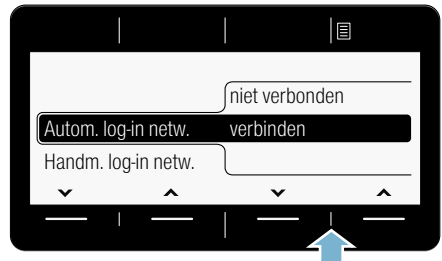 niet verbonden
Autom. log-in netw. verbinden
Handm. log-in netw.